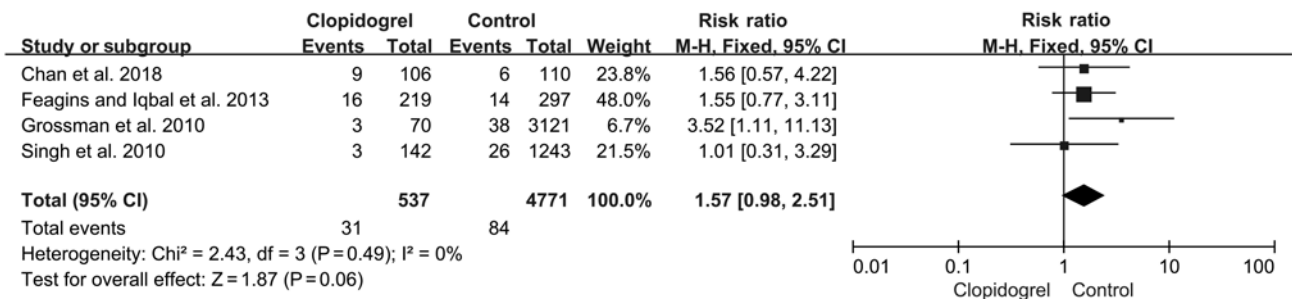 Clopidogrel Control Risk ratio Risk ratio
Study or subgroup Events Total Events Total Weight M-H, Fixed, 95% CI M-H, Fixed, 95% CI
Chan et al. 2018 9 106 6 110 23.8% 1.56 [0.57, 4.22]
Feagins and Iqbal et al. 2013 16 219 14 297 48.0% 1.55 [0.77, 3.11]
Grossman et al. 2010 3 70 38 3121 6.7% 3.52 [1.11, 11.13]
Singh et al. 2010 3 142 26 1243 21.5% 1.01 [0.31, 3.29]
Total (95% CI) 537 4771 100.0% 1.57 [0.98, 2.51]
Total events 31 84
Heterogeneity: Chi² = 2.43, df = 3 (P = 0.49); I² = 0%
Test for overall effect: Z = 1.87 (P = 0.06)
0.01 0.1 1 10 100
Clopidogrel Control